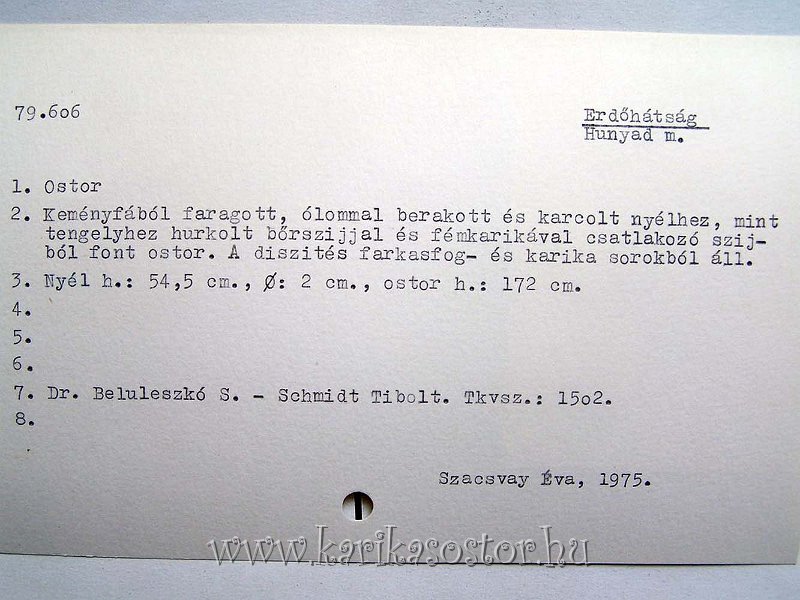 79.6o6
Erdőhátság
Hunyad m.
1. Ostor
2. Keményfából faragott, ólommal berakott és karcolt nyélhez, mint
tengelyhez hurkolt bőrszijjal és fémkarikával csatlakozó szij-
ból font ostor. A diszités farkasfog- és karika sorokból áll.
3. Nyél h.: 54,5 cm., Ø: 2 cm., ostor h.: 172 cm.
4.
5.
6.
7. Dr. Beluleszkó S. - Schmidt Tibolt. Tkvsz.: 15o2.
8.
Szacsvay Éva, 1975.
www.karikasostor.hu